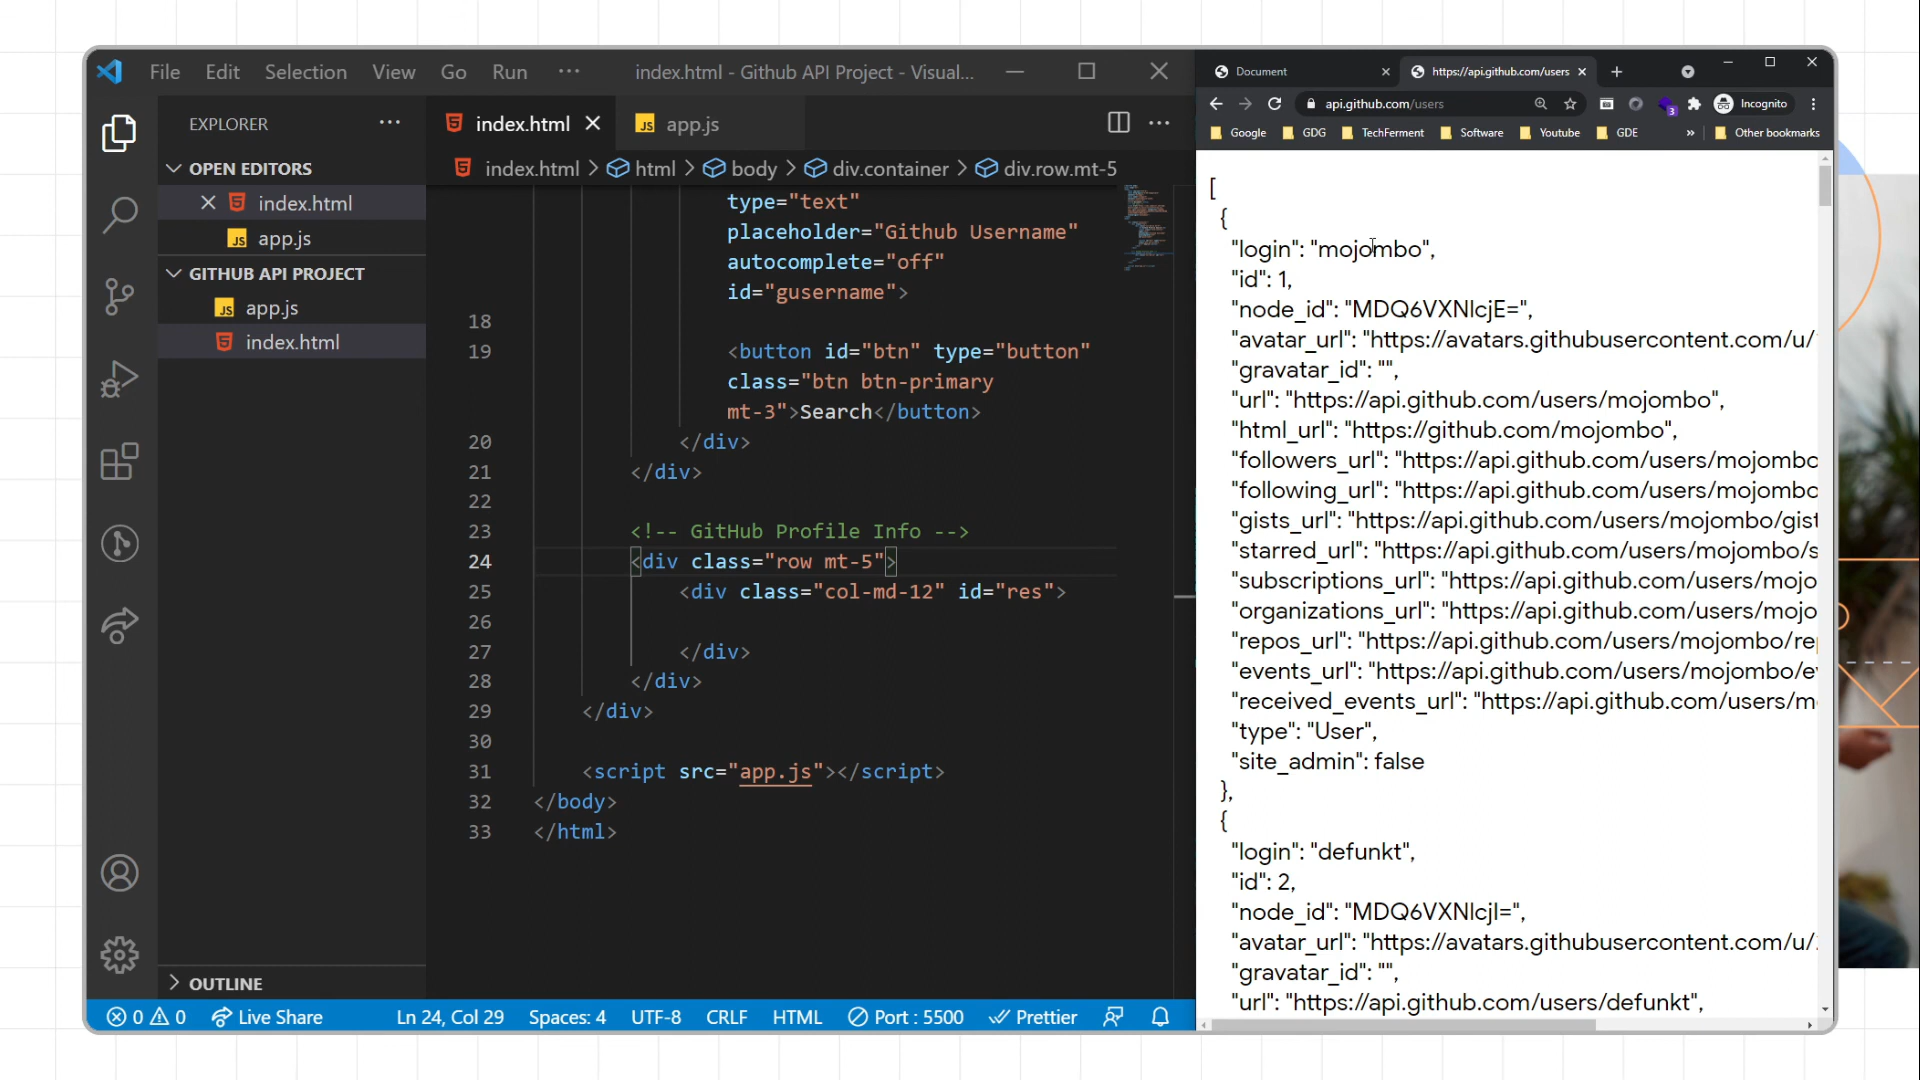 File Edit Selection View Go Run ··· index.html - Github API Project - Visual...
EXPLORER ···
OPEN EDITORS
index.html
app.js
GITHUB API PROJECT
app.js
index.html
OUTLINE
index.html
app.js
index.html > html > body > div.container > div.row.mt-5
type="text"
placeholder="Github Username"
autocomplete="off"
id="gusername">
18
19 <button id="btn" type="button"
class="btn btn-primary
mt-3">Search</button>
20 </div>
21 </div>
22
23 <!-- GitHub Profile Info -->
24 <div class="row mt-5">
25 <div class="col-md-12" id="res">
26
27 </div>
28 </div>
29 </div>
30
31 <script src="app.js"></script>
32 </body>
33 </html>
0 0 Live Share Ln 24, Col 29 Spaces: 4 UTF-8 CRLF HTML Port : 5500 Prettier
Document https://api.github.com/users
api.github.com/users 3 Incognito
Google GDG TechFerment Software Youtube GDE » Other bookmarks
[
{
"login": "mojombo",
"id": 1,
"node_id": "MDQ6VXNlcjE=",
"avatar_url": "https://avatars.githubusercontent.com/u/
"gravatar_id": "",
"url": "https://api.github.com/users/mojombo",
"html_url": "https://github.com/mojombo",
"followers_url": "https://api.github.com/users/mojombo
"following_url": "https://api.github.com/users/mojombo
"gists_url": "https://api.github.com/users/mojombo/gist
"starred_url": "https://api.github.com/users/mojombo/s
"subscriptions_url": "https://api.github.com/users/mojo
"organizations_url": "https://api.github.com/users/mojo
"repos_url": "https://api.github.com/users/mojombo/re
"events_url": "https://api.github.com/users/mojombo/e
"received_events_url": "https://api.github.com/users/m
"type": "User",
"site_admin": false
},
{
"login": "defunkt",
"id": 2,
"node_id": "MDQ6VXNlcjI=",
"avatar_url": "https://avatars.githubusercontent.com/u/
"gravatar_id": "",
"url": "https://api.github.com/users/defunkt",